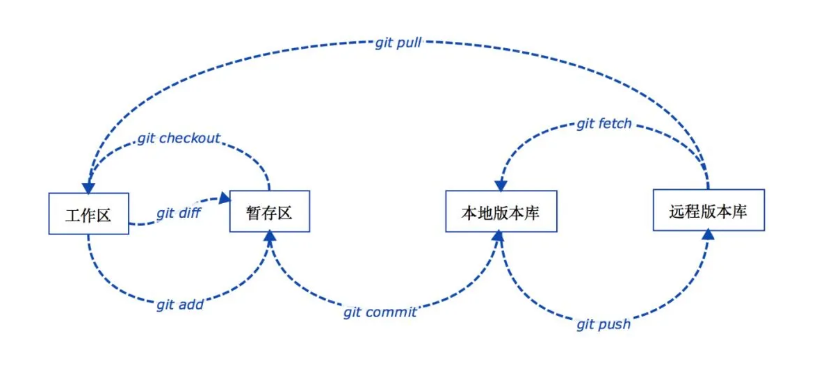 git pull
git checkout
git fetch
工作区
git diff
暂存区
本地版本库
远程版本库
git add
git commit
git push